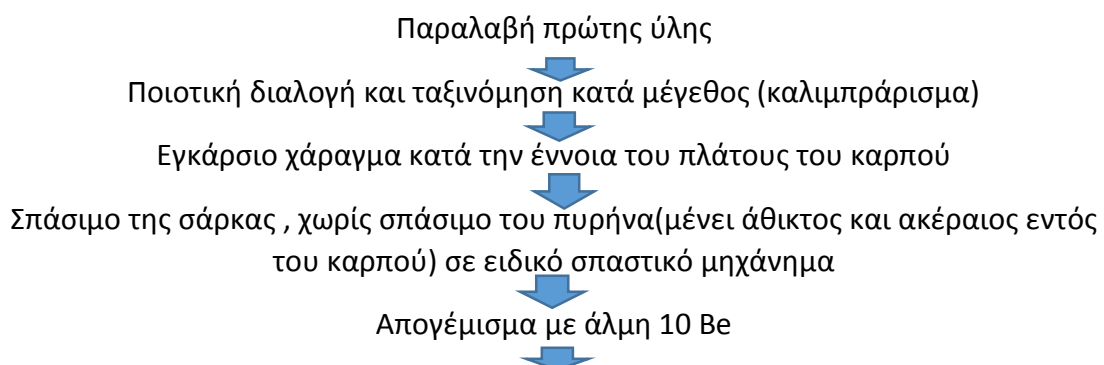 Παραλαβή πρώτης ύλης
Ποιοτική διαλογή και ταξινόμηση κατά μέγεθος (καλιμπράρισμα)
Εγκάρσιο χάραγμα κατά την έννοια του πλάτους του καρπού
Σπάσιμο της σάρκας , χωρίς σπάσιμο του πυρήνα(μένει άθικτος και ακέραιος εντός
του καρπού) σε ειδικό σπαστικό μηχάνημα
Απογέμισμα με άλμη 10 Be